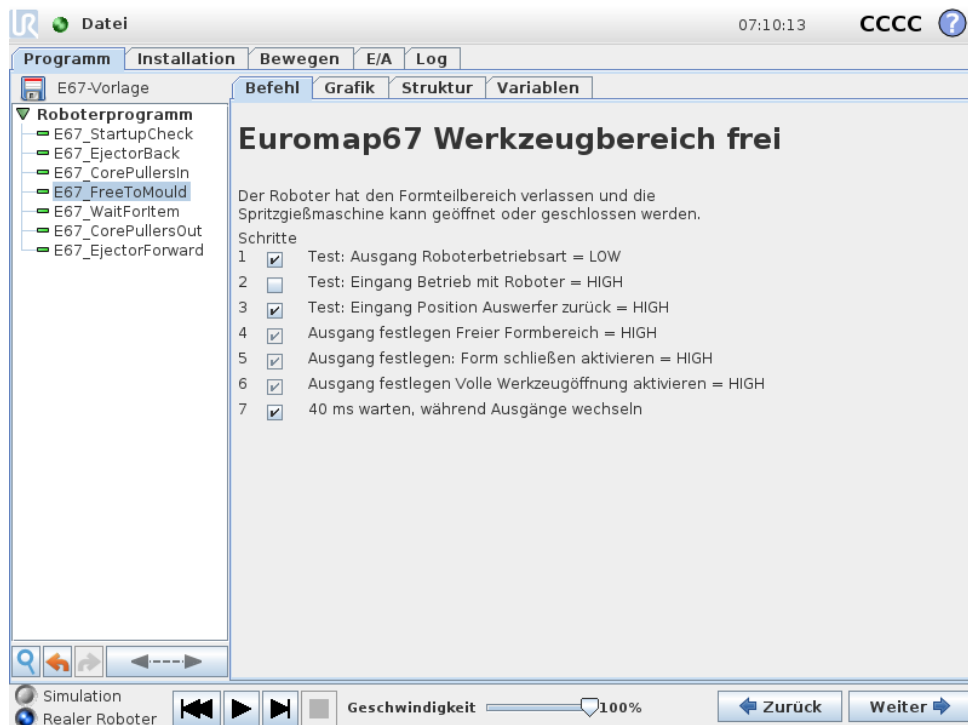 UR Datei 07:10:13 CCCC ?
Programm Installation Bewegen E/A Log
E67-Vorlage
Befehl Grafik Struktur Variablen
Roboterprogramm
E67_StartupCheck
E67_EjectorBack
E67_CorePullersIn
E67_FreeToMould
E67_WaitForItem
E67_CorePullersOut
E67_EjectorForward
Euromap67 Werkzeugbereich frei
Der Roboter hat den Formteilbereich verlassen und die
Spritzgießmaschine kann geöffnet oder geschlossen werden.
Schritte
1 Test: Ausgang Roboterbetriebsart = LOW
2 Test: Eingang Betrieb mit Roboter = HIGH
3 Test: Eingang Position Auswerfer zurück = HIGH
4 Ausgang festlegen Freier Formbereich = HIGH
5 Ausgang festlegen: Form schließen aktivieren = HIGH
6 Ausgang festlegen Volle Werkzeugöffnung aktivieren = HIGH
7 40 ms warten, während Ausgänge wechseln
Simulation
Realer Roboter
Geschwindigkeit 100%
Zurück Weiter